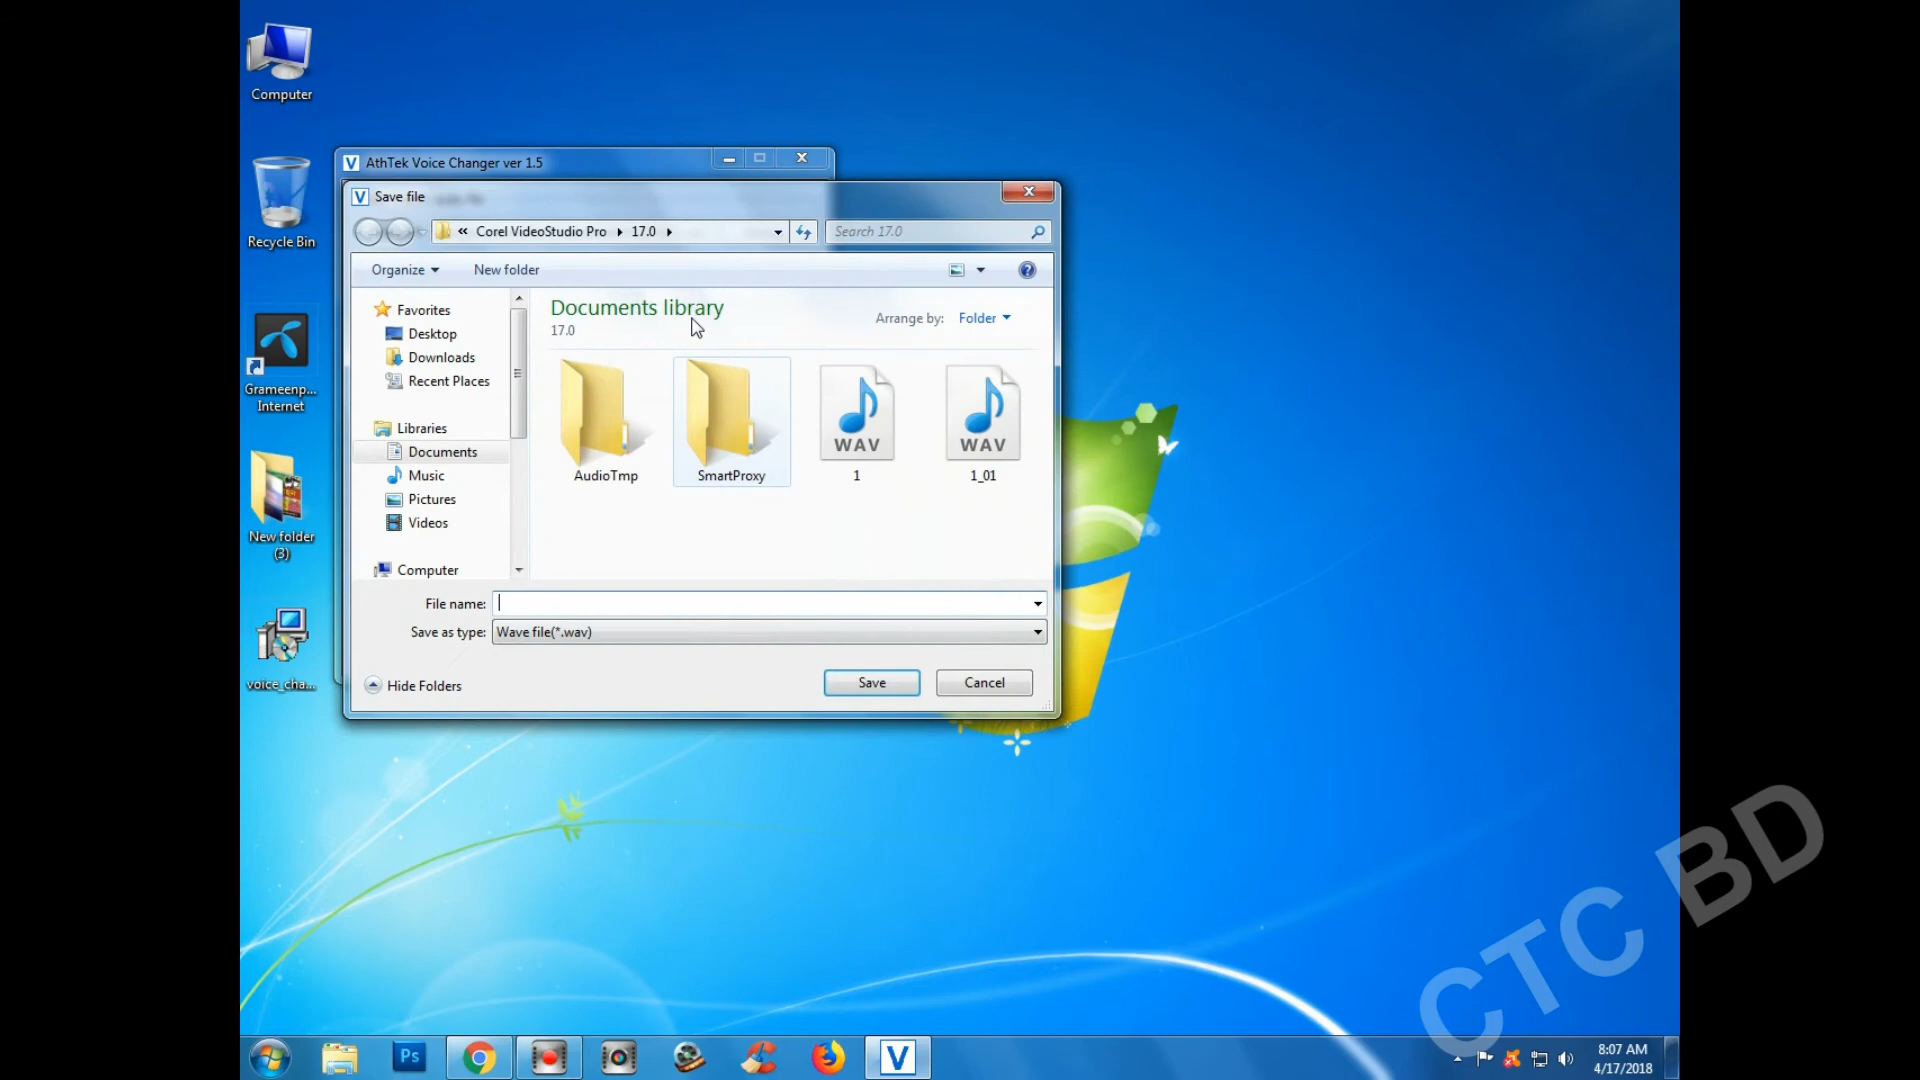 Computer
Recycle Bin
Grameenp...
Internet
New folder
(3)
voice_cha...
AthTek Voice Changer ver 1.5
Save file
« Corel VideoStudio Pro
17.0
Search 17.0
Organize
New folder
Favorites
Desktop
Downloads
Recent Places
Libraries
Documents
Music
Pictures
Videos
Computer
Documents library
17.0
Arrange by: Folder
WAV
WAV
AudioTmp
SmartProxy
1
1_01
File name:
Save as type: Wave file(*.wav)
Hide Folders
Save
Cancel
CTC BD
Ps
V
8:07 AM
4/17/2018